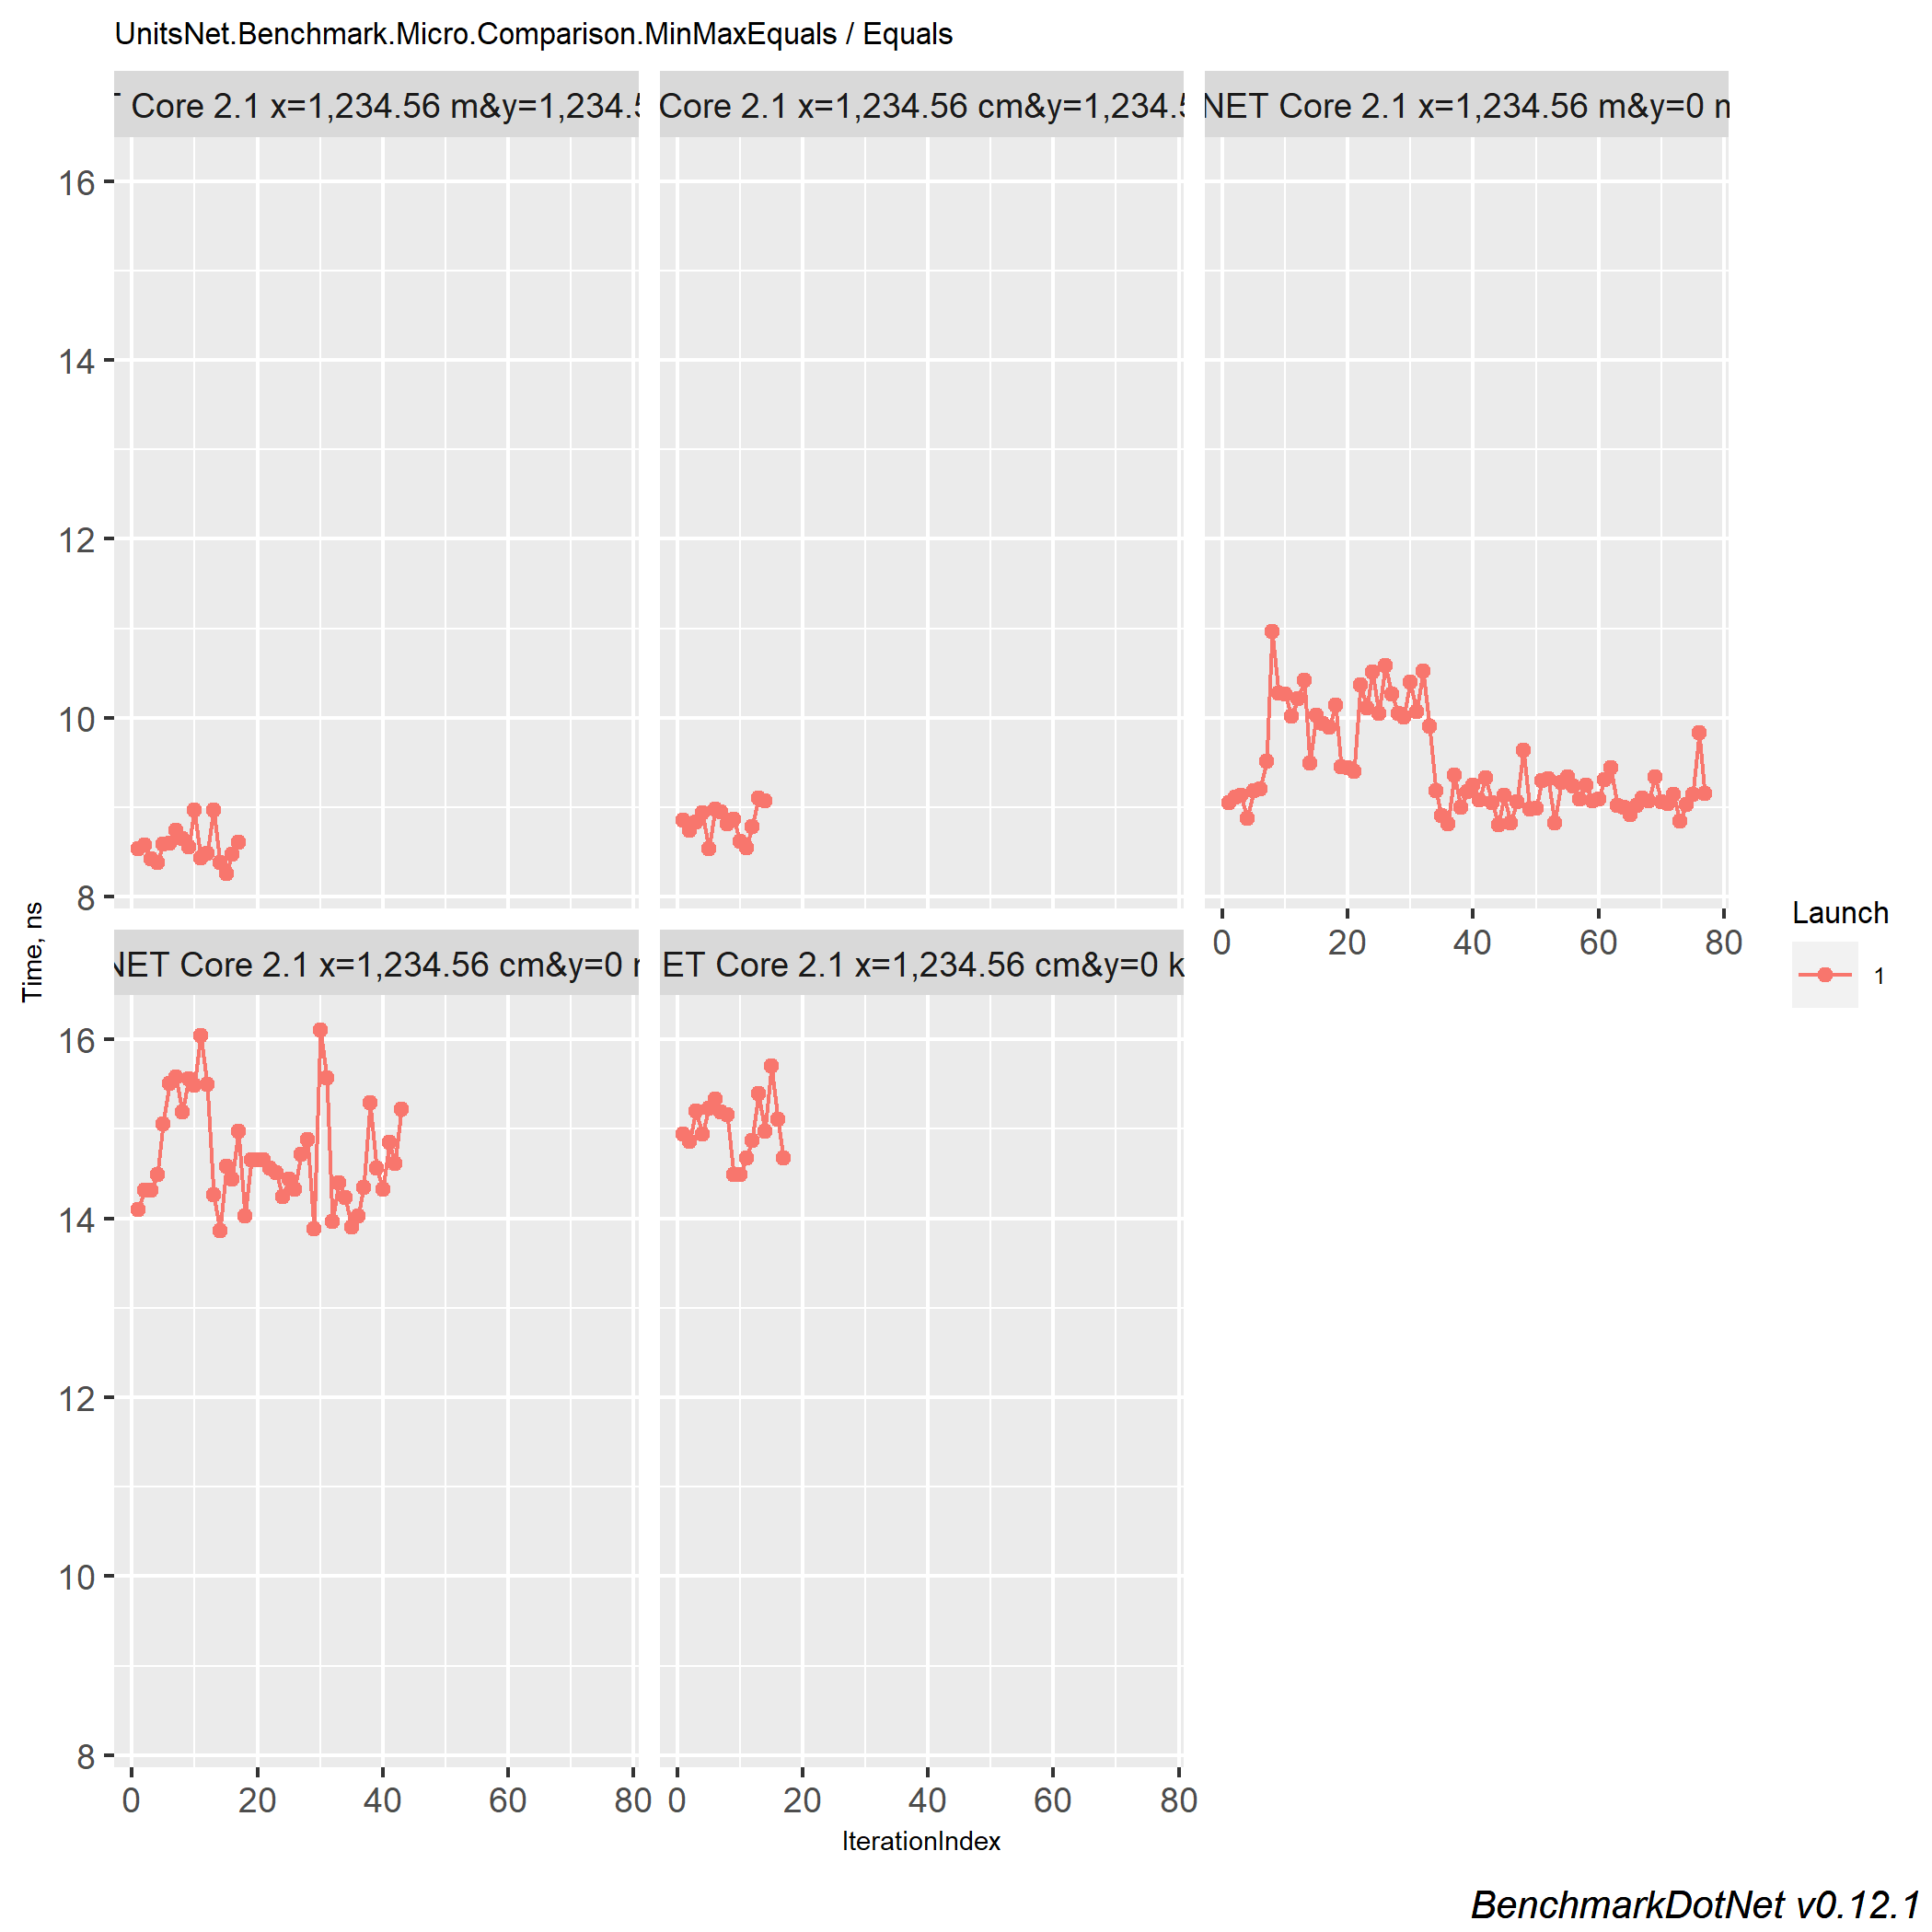 UnitsNet.Benchmark.Micro.Comparison.MinMaxEquals / Equals
Core 2.1 x=1,234.56 m&y=1,234.5
Core 2.1 x=1,234.56 cm&y=1,234.5
NET Core 2.1 x=1,234.56 m&y=0
16
14
12
10
8
0 20 40 60 80
NET Core 2.1 x=1,234.56 cm&y=0
ET Core 2.1 x=1,234.56 cm&y=0 k
16
14
12
10
8
0 20 40 60 80
0 20 40 60 80
Time, ns
IterationIndex
Launch
1
BenchmarkDotNet v0.12.1